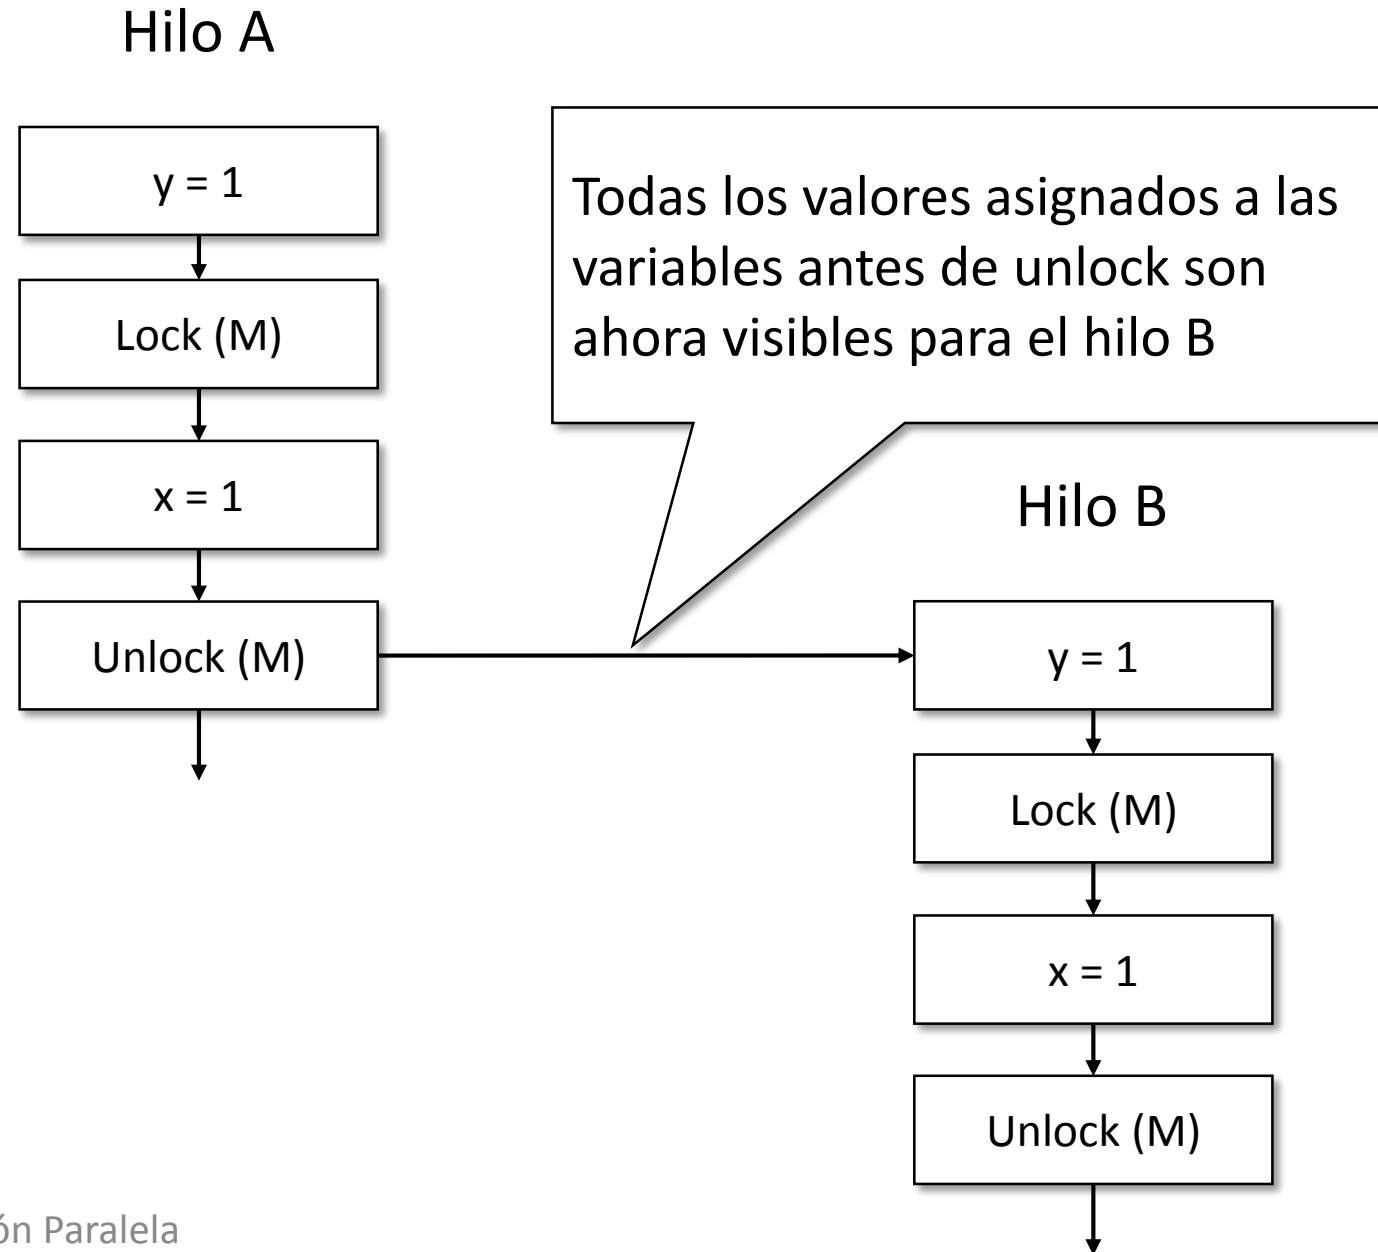 Hilo A
y = 1
Lock (M)
x = 1
Unlock (M)
Todas los valores asignados a las
variables antes de unlock son
ahora visibles para el hilo B
Hilo B
y = 1
Lock (M)
x = 1
Unlock (M)
ón Paralela